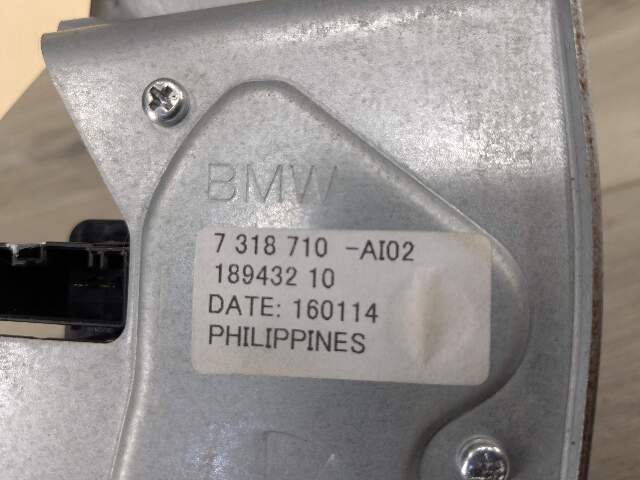 BMW
7 318 710 -AI02
189432 10
DATE: 160114
PHILIPPINES